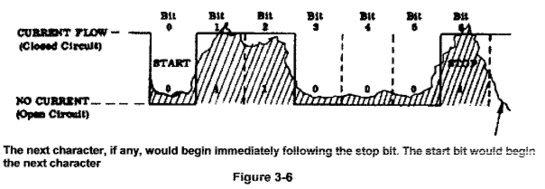 Bit Bit Bit Bit Bit Bit Bit
0 1 2 3 4 5 6
CURRENT FLOW
(Closed Circuit)
START STOP
0 1 1 0 0 0 1
NO CURRENT
(Open Circuit)
The next character, if any, would begin immediately following the stop bit. The start bit would begin
the next character
Figure 3-6